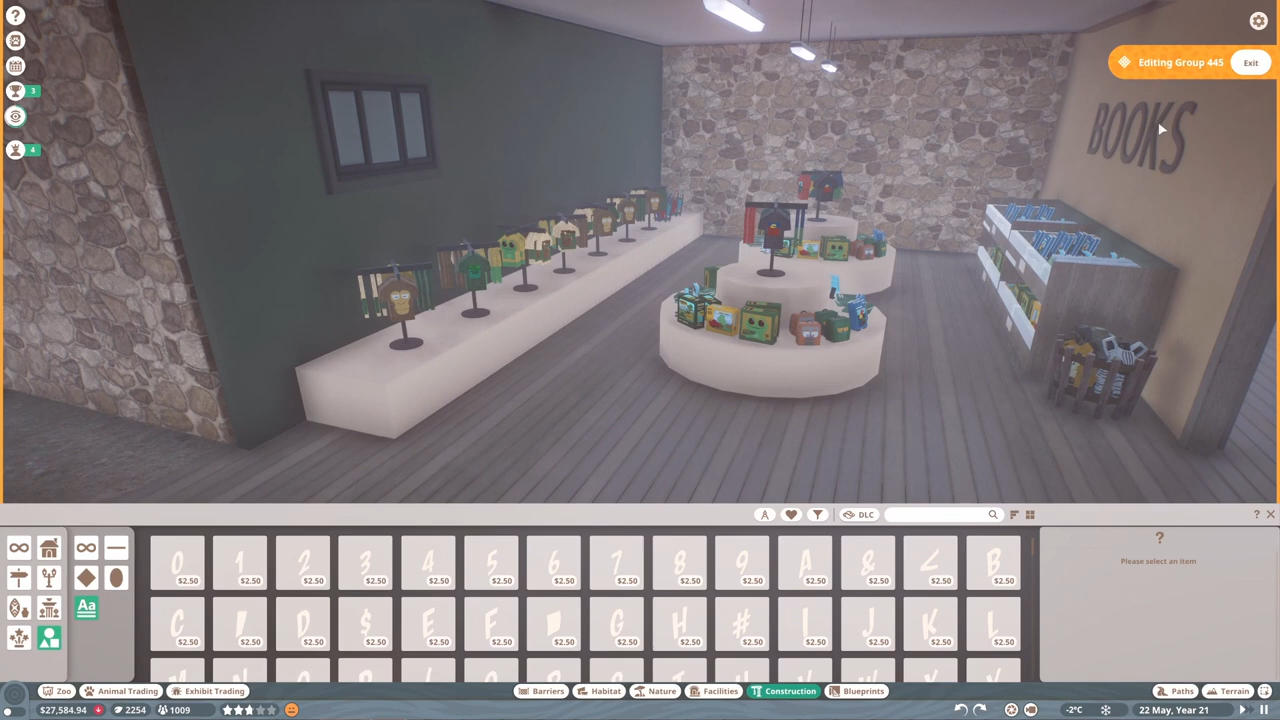 ?
Editing Group 445
Exit
3
4
BOOKS
DLC
?
0 $2.50
1 $2.50
2 $2.50
3 $2.50
4 $2.50
5 $2.50
6 $2.50
7 $2.50
8 $2.50
9 $2.50
A $2.50
& $2.50
< $2.50
B $2.50
C $2.50
$2.50
D $2.50
$ $2.50
E $2.50
F $2.50
$2.50
G $2.50
H $2.50
# $2.50
I $2.50
J $2.50
K $2.50
L $2.50
Aa
?
Please select an item
Zoo
Animal Trading
Exhibit Trading
Barriers
Habitat
Nature
Facilities
Construction
Blueprints
Paths
Terrain
$27,584.94
2254
1009
-2°C
22 May, Year 21